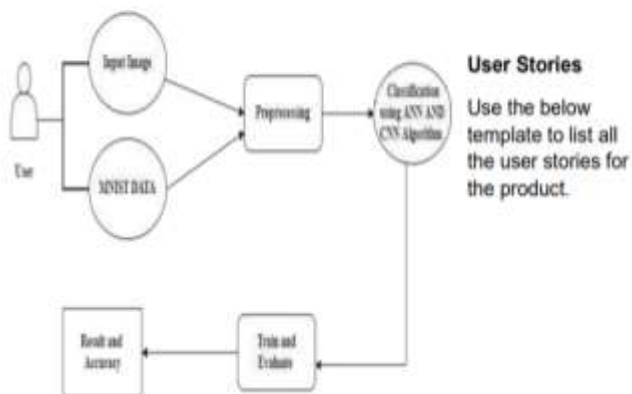 Input Image
User
MNIST DATA
Preprocessing
Classification
using ANN AND
CNN Algorithm
User Stories
Use the below
template to list all
the user stories for
the product.
Result and
Accuracy
Train and
Evaluate